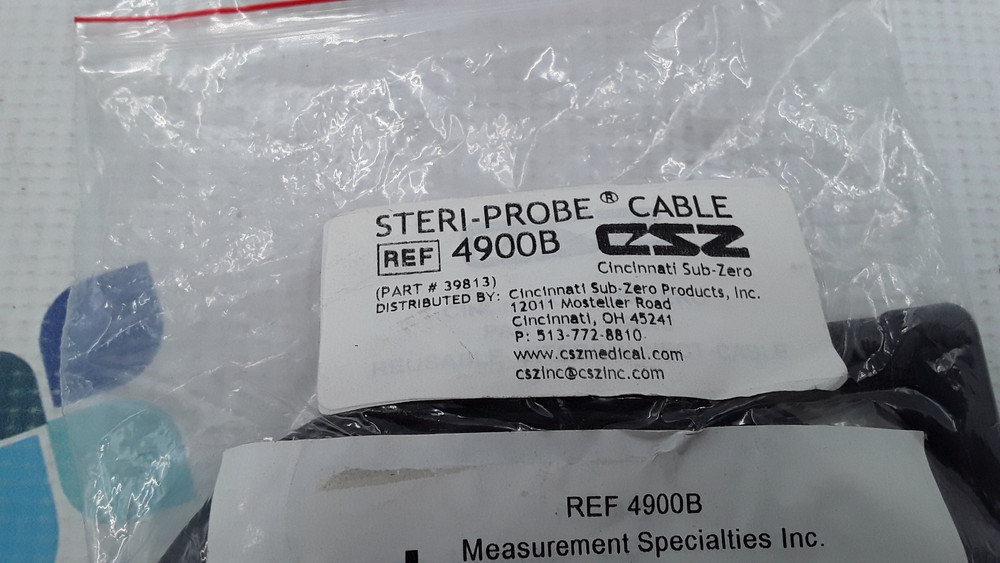 STERI-PROBE® CABLE
REF 4900B CSZ
Cincinnati Sub-Zero
(PART # 39813)
DISTRIBUTED BY: Cincinnati Sub-Zero Products, Inc.
12011 Mosteller Road
Cincinnati, OH 45241
P: 513-772-8810
www.cszmedical.com
cszinc@cszinc.com
REUSABLE CABLE
REF 4900B
Measurement Specialties Inc.